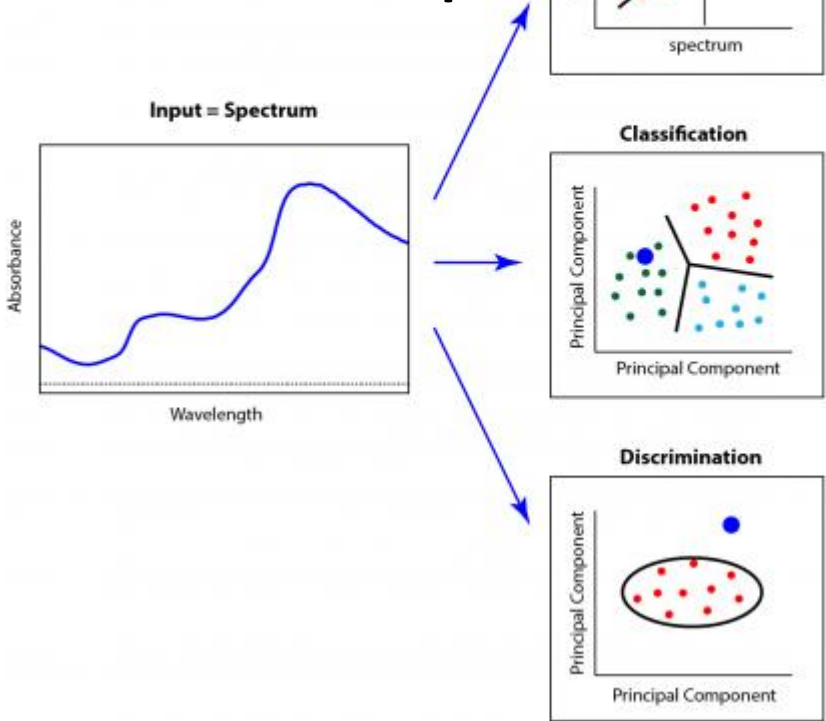 spectrum
Input = Spectrum
Absorbance
Wavelength
Classification
Principal Component
Principal Component
Discrimination
Principal Component
Principal Component